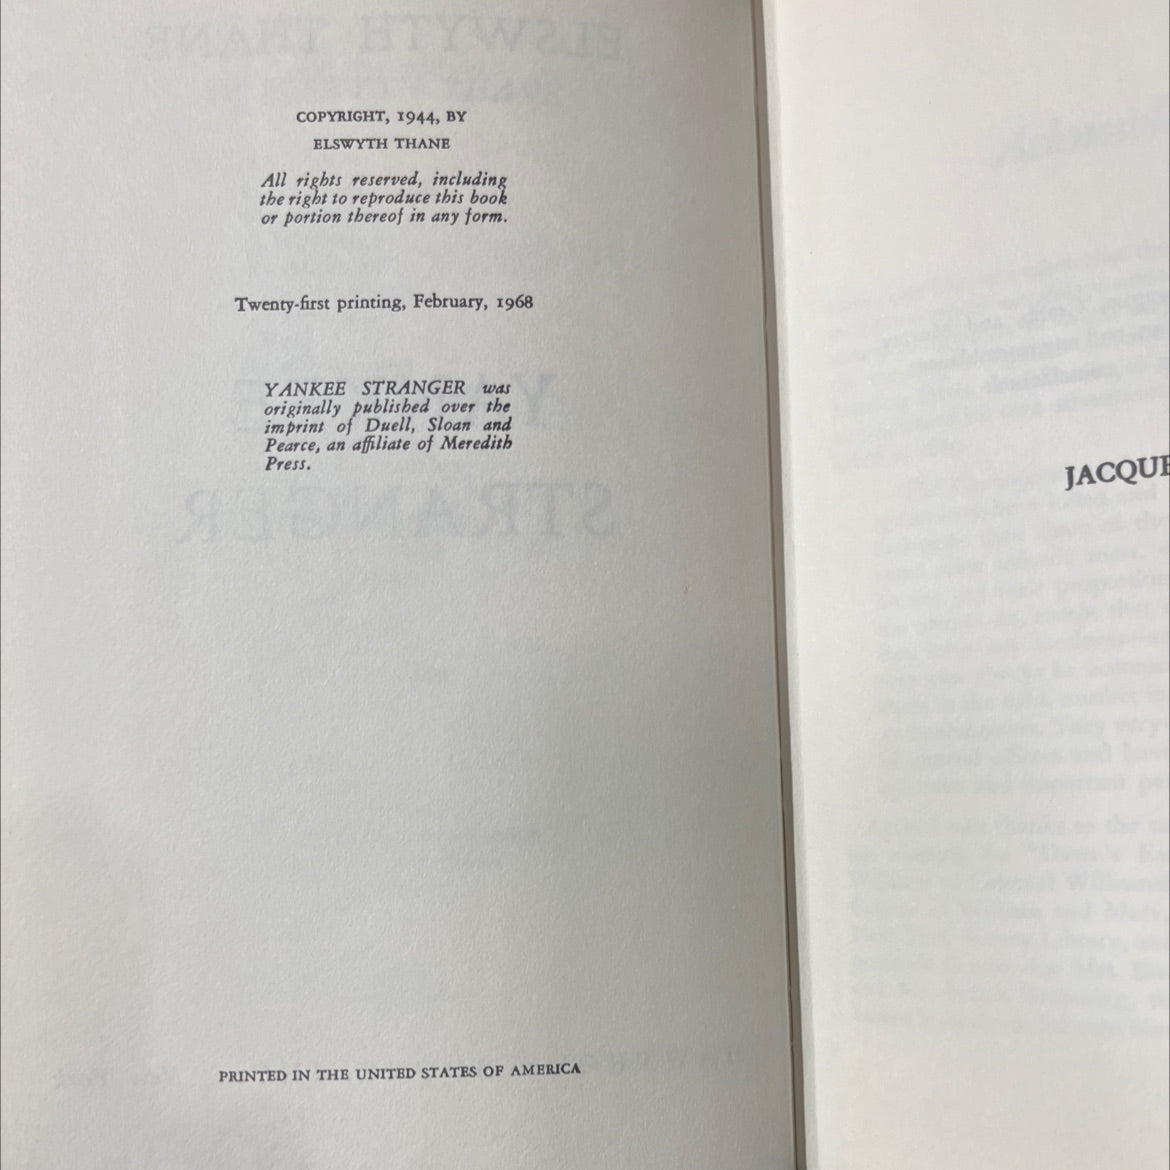 COPYRIGHT, 1944, BY
ELSWYTH THANE
All rights reserved, including
the right to reproduce this book
or portion thereof in any form.
Twenty-first printing, February, 1968
YANKEE STRANGER was
originally published over the
imprint of Duell, Sloan and
Pearce, an affiliate of Meredith
Press.
PRINTED IN THE UNITED STATES OF AMERICA
JACQUE